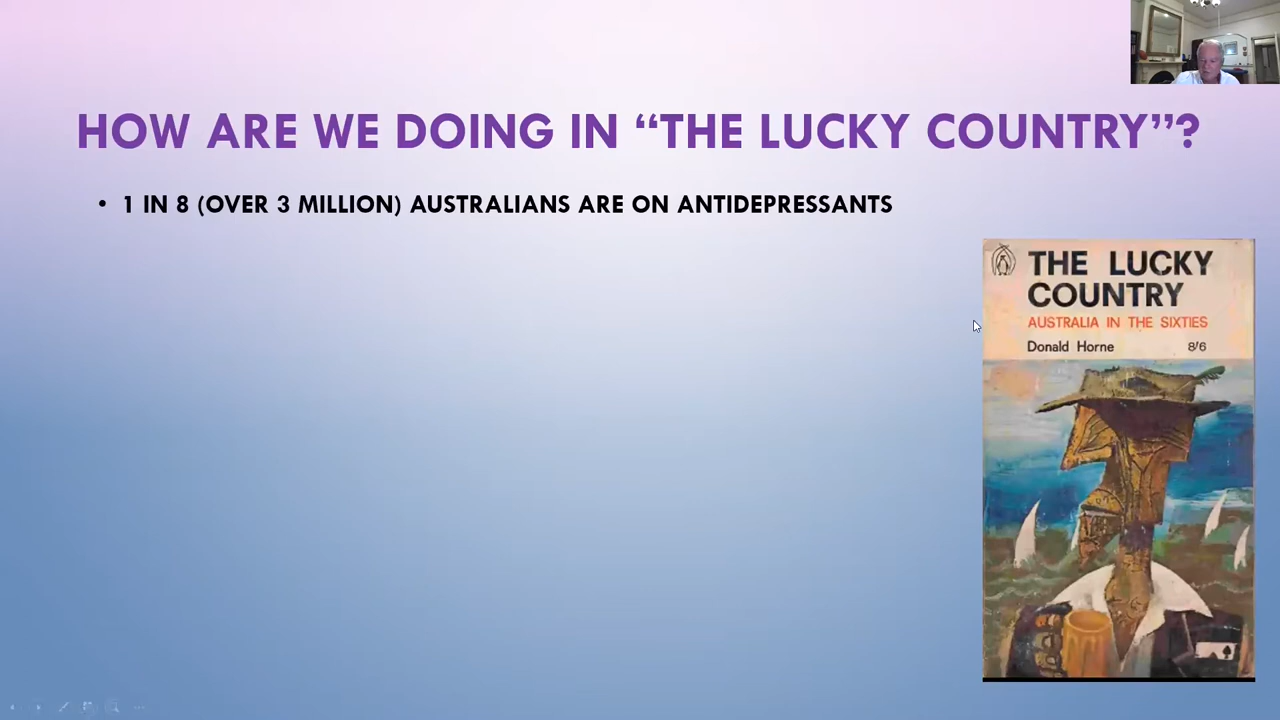 HOW ARE WE DOING IN “THE LUCKY COUNTRY”?
• 1 IN 8 (OVER 3 MILLION) AUSTRALIANS ARE ON ANTIDEPRESSANTS
THE LUCKY
COUNTRY
AUSTRALIA IN THE SIXTIES
Donald Horne 8/6